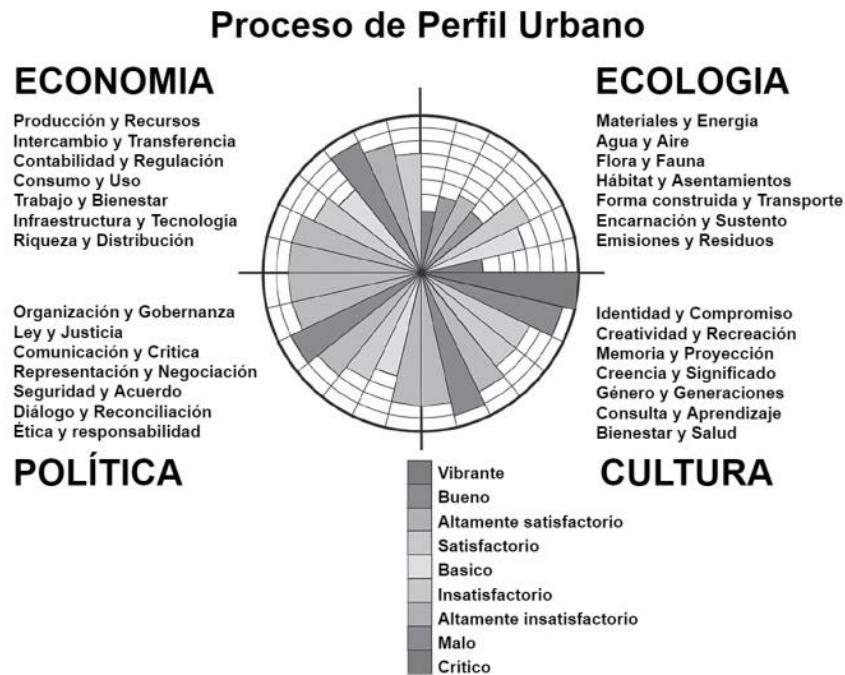 Proceso de Perfil Urbano
ECONOMIA
Producción y Recursos
Intercambio y Transferencia
Contabilidad y Regulación
Consumo y Uso
Trabajo y Bienestar
Infraestructura y Tecnología
Riqueza y Distribución
ECOLOGIA
Materiales y Energia
Agua y Aire
Flora y Fauna
Hábitat y Asentamientos
Forma construida y Transporte
Encarnación y Sustento
Emisiones y Residuos
Organización y Gobernanza
Ley y Justicia
Comunicación y Critica
Representación y Negociación
Seguridad y Acuerdo
Diálogo y Reconciliación
Ética y responsabilidad
POLÍTICA
Identidad y Compromiso
Creatividad y Recreación
Memoria y Proyección
Creencia y Significado
Género y Generaciones
Consulta y Aprendizaje
Bienestar y Salud
CULTURA
Vibrante
Bueno
Altamente satisfactorio
Satisfactorio
Basico
Insatisfactorio
Altamente insatisfactorio
Malo
Critico